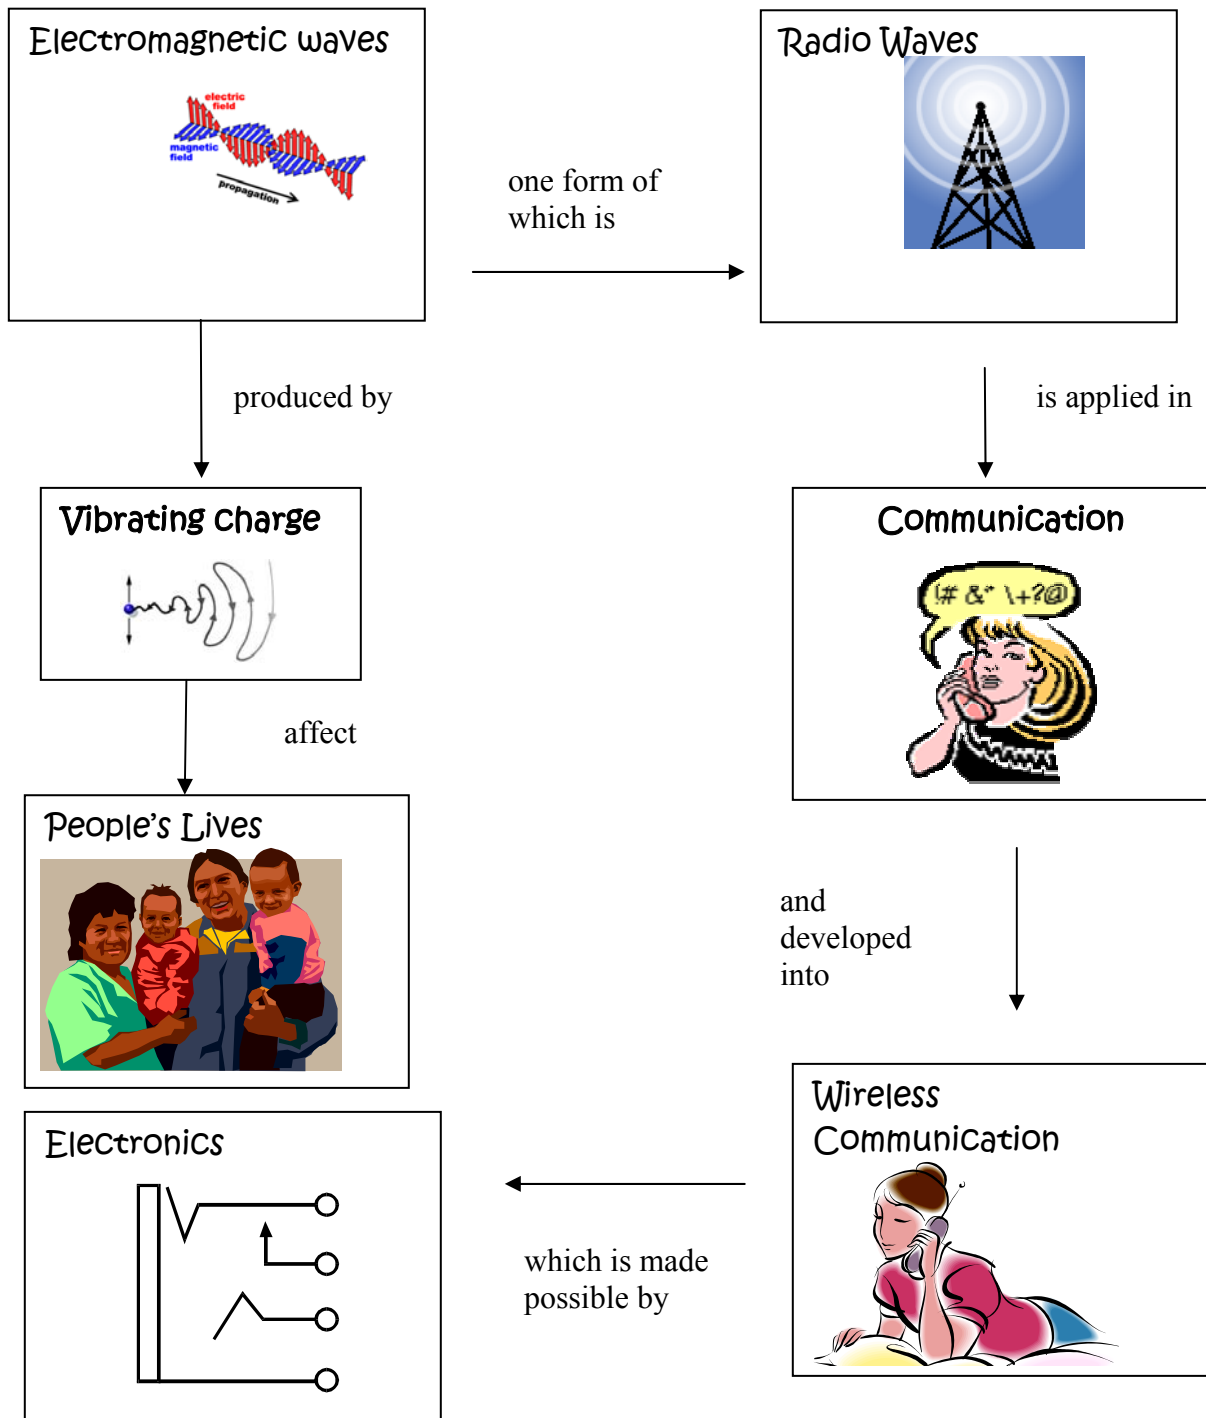 Electromagnetic waves
electric
field
magnetic
field
propagation
one form of
which is
Radio Waves
produced by
is applied in
Vibrating charge
Communication
!# &* \+?@
affect
People's Lives
and
developed
into
Wireless
Communication
Electronics
which is made
possible by